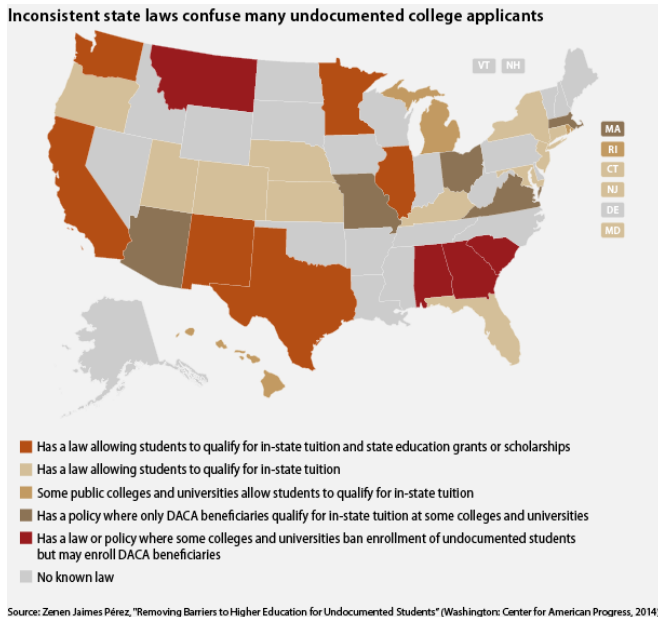 Inconsistent state laws confuse many undocumented college applicants
VT NH
MA
RI
CT
NJ
DE
MD
Has a law allowing students to qualify for in-state tuition and state education grants or scholarships
Has a law allowing students to qualify for in-state tuition
Some public colleges and universities allow students to qualify for in-state tuition
Has a policy where only DACA beneficiaries qualify for in-state tuition at some colleges and universities
Has a law or policy where some colleges and universities ban enrollment of undocumented students
but may enroll DACA beneficiaries
No known law
Source: Zenen Jaimes Pérez, "Removing Barriers to Higher Education for Undocumented Students" (Washington: Center for American Progress, 2014)